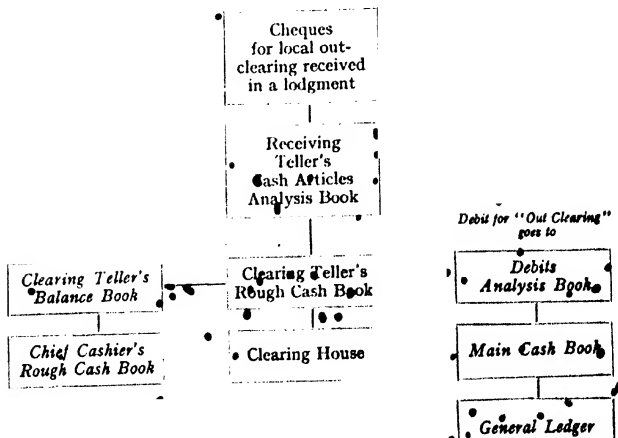 Cheques
for local out-
clearing received
in a lodgment
Receiving
Teller's
Cash Articles
Analysis Book
Clearing Teller's
Rough Cash Book
Clearing House
Clearing Teller's
Balance Book
Chief Cashier's
Rough Cash Book
Debit for "Out Clearing"
goes to
Debits
Analysis Book
Main Cash Book
General Ledger